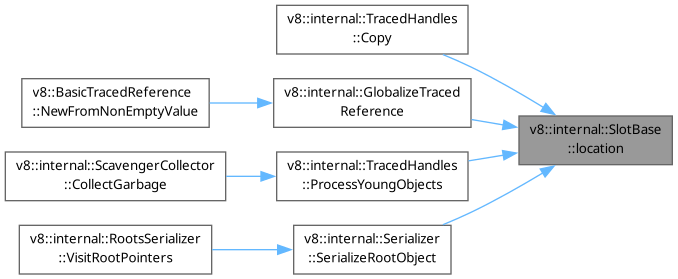 v8::internal::TracedHandles
::Copy
v8::BasicTracedReference
::NewFromNonEmptyValue
v8::internal::GlobalizeTraced
Reference
v8::internal::SlotBase
::location
v8::internal::ScavengerCollector
::CollectGarbage
v8::internal::TracedHandles
::ProcessYoungObjects
v8::internal::RootsSerializer
::VisitRootPointers
v8::internal::Serializer
::SerializeRootObject